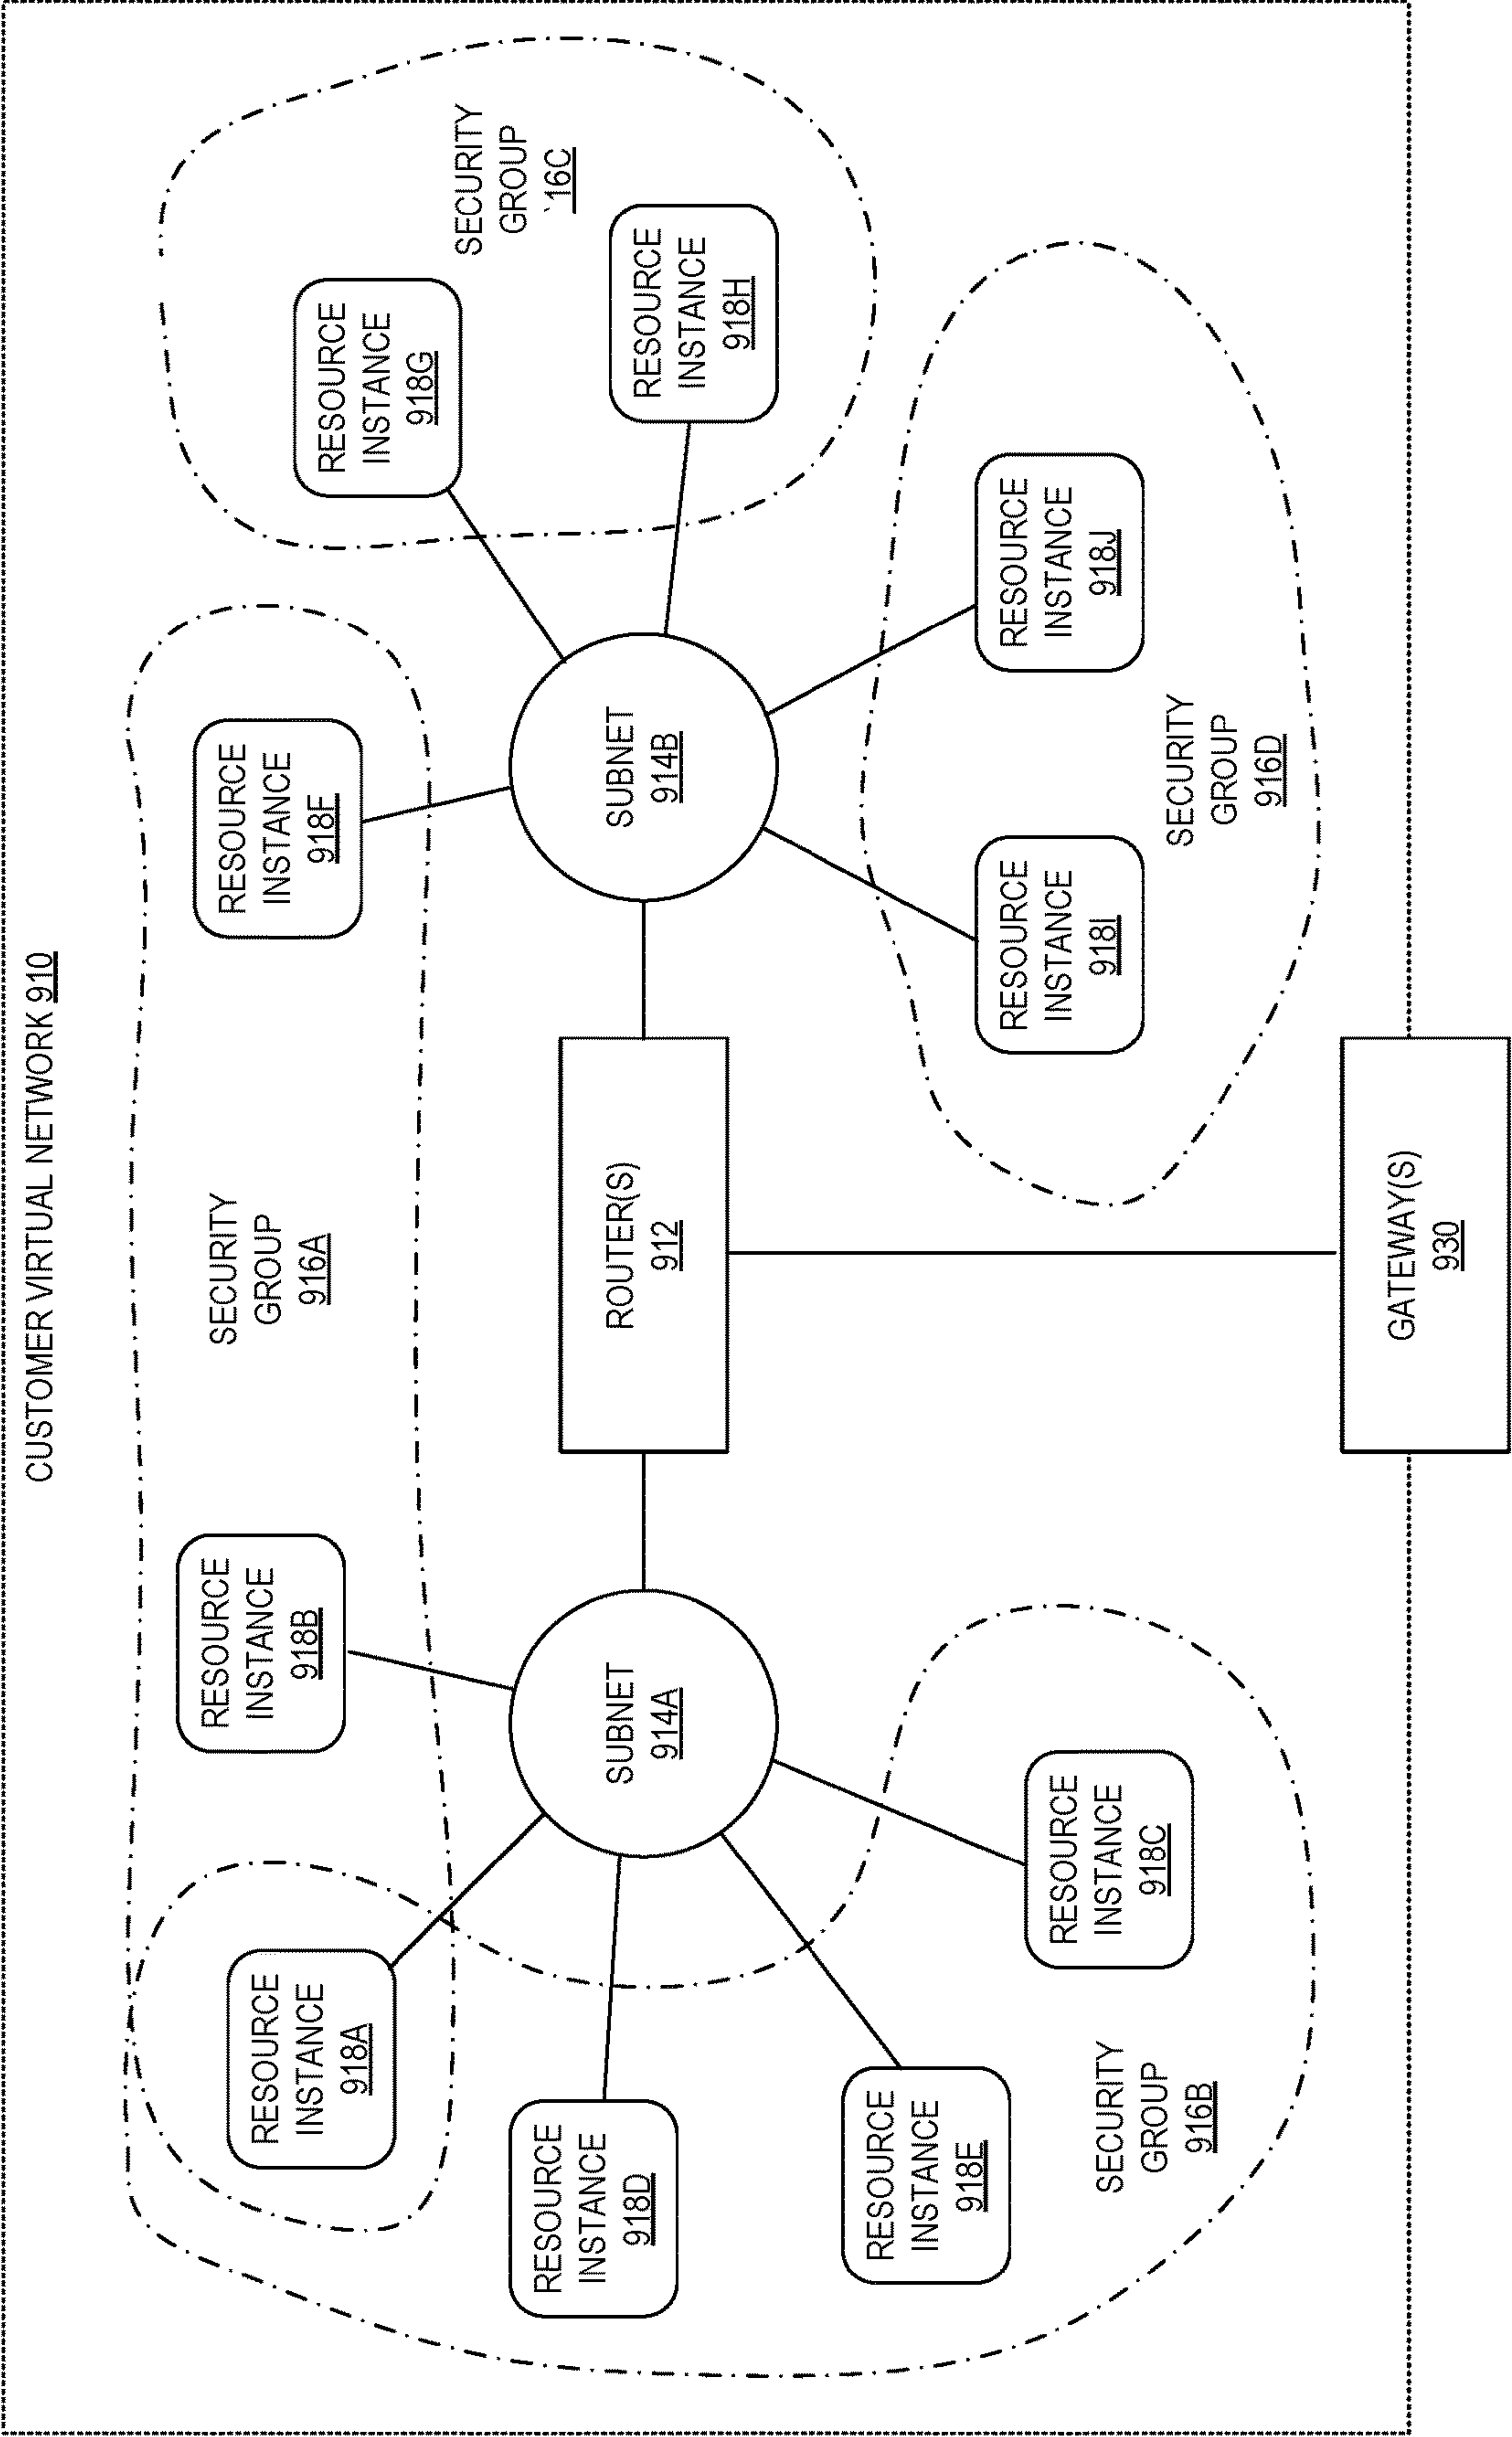 CUSTOMER VIRTUAL NETWORK 910
RESOURCE
INSTANCE
918A
RESOURCE
INSTANCE
918B
SECURITY
GROUP
916A
RESOURCE
INSTANCE
918F
RESOURCE
INSTANCE
918G
SECURITY
GROUP
16C
RESOURCE
INSTANCE
918D
SUBNET
914A
ROUTER(S)
912
SUBNET
914B
RESOURCE
INSTANCE
918H
RESOURCE
INSTANCE
918E
RESOURCE
INSTANCE
918C
RESOURCE
INSTANCE
918I
RESOURCE
INSTANCE
918J
SECURITY
GROUP
916B
SECURITY
GROUP
916D
GATEWAY(S)
930